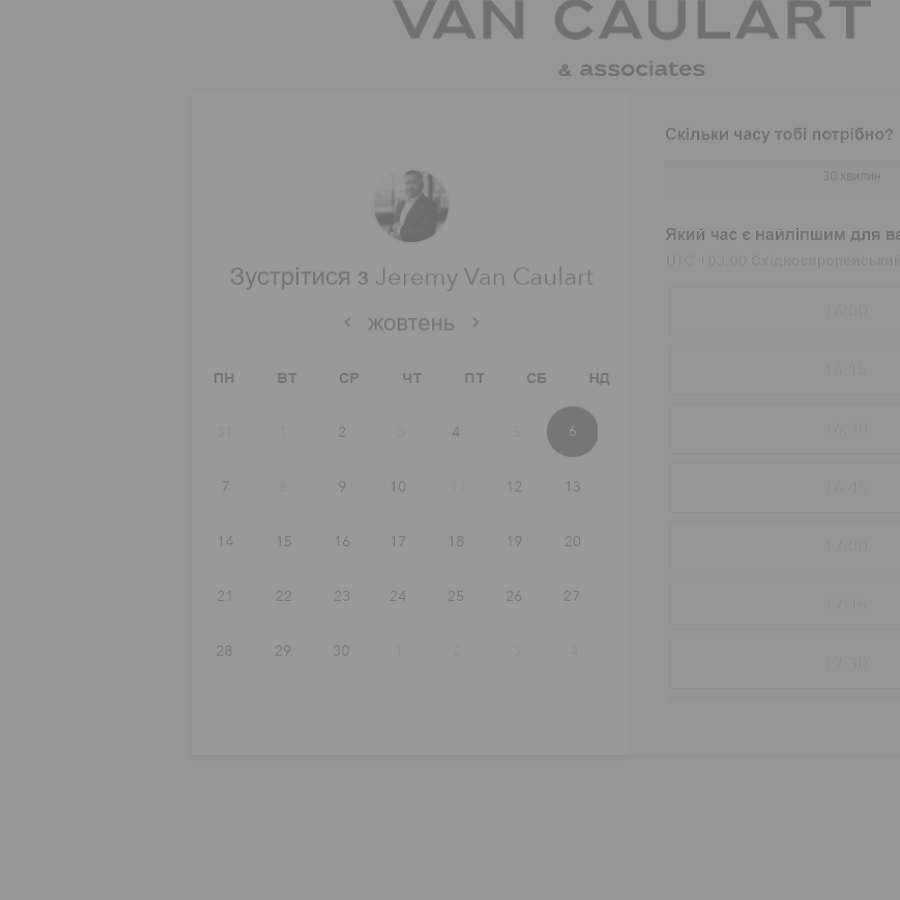 VAN CAULART
& associates
Зустрітися з Jeremy Van Caulart
жовтень
ПН ВТ СР ЧТ ПТ СБ НД
31 1 2 3 4 5 6
7 8 9 10 11 12 13
14 15 16 17 18 19 20
21 22 23 24 25 26 27
28 29 30 1 2 3 4
Скільки часу тобі потрібно?
30 хвилин
Який час є найліпшим для
UTC +03:00 Східноєвропейський
16:00
16:15
16:30
16:45
17:00
17:15
17:30